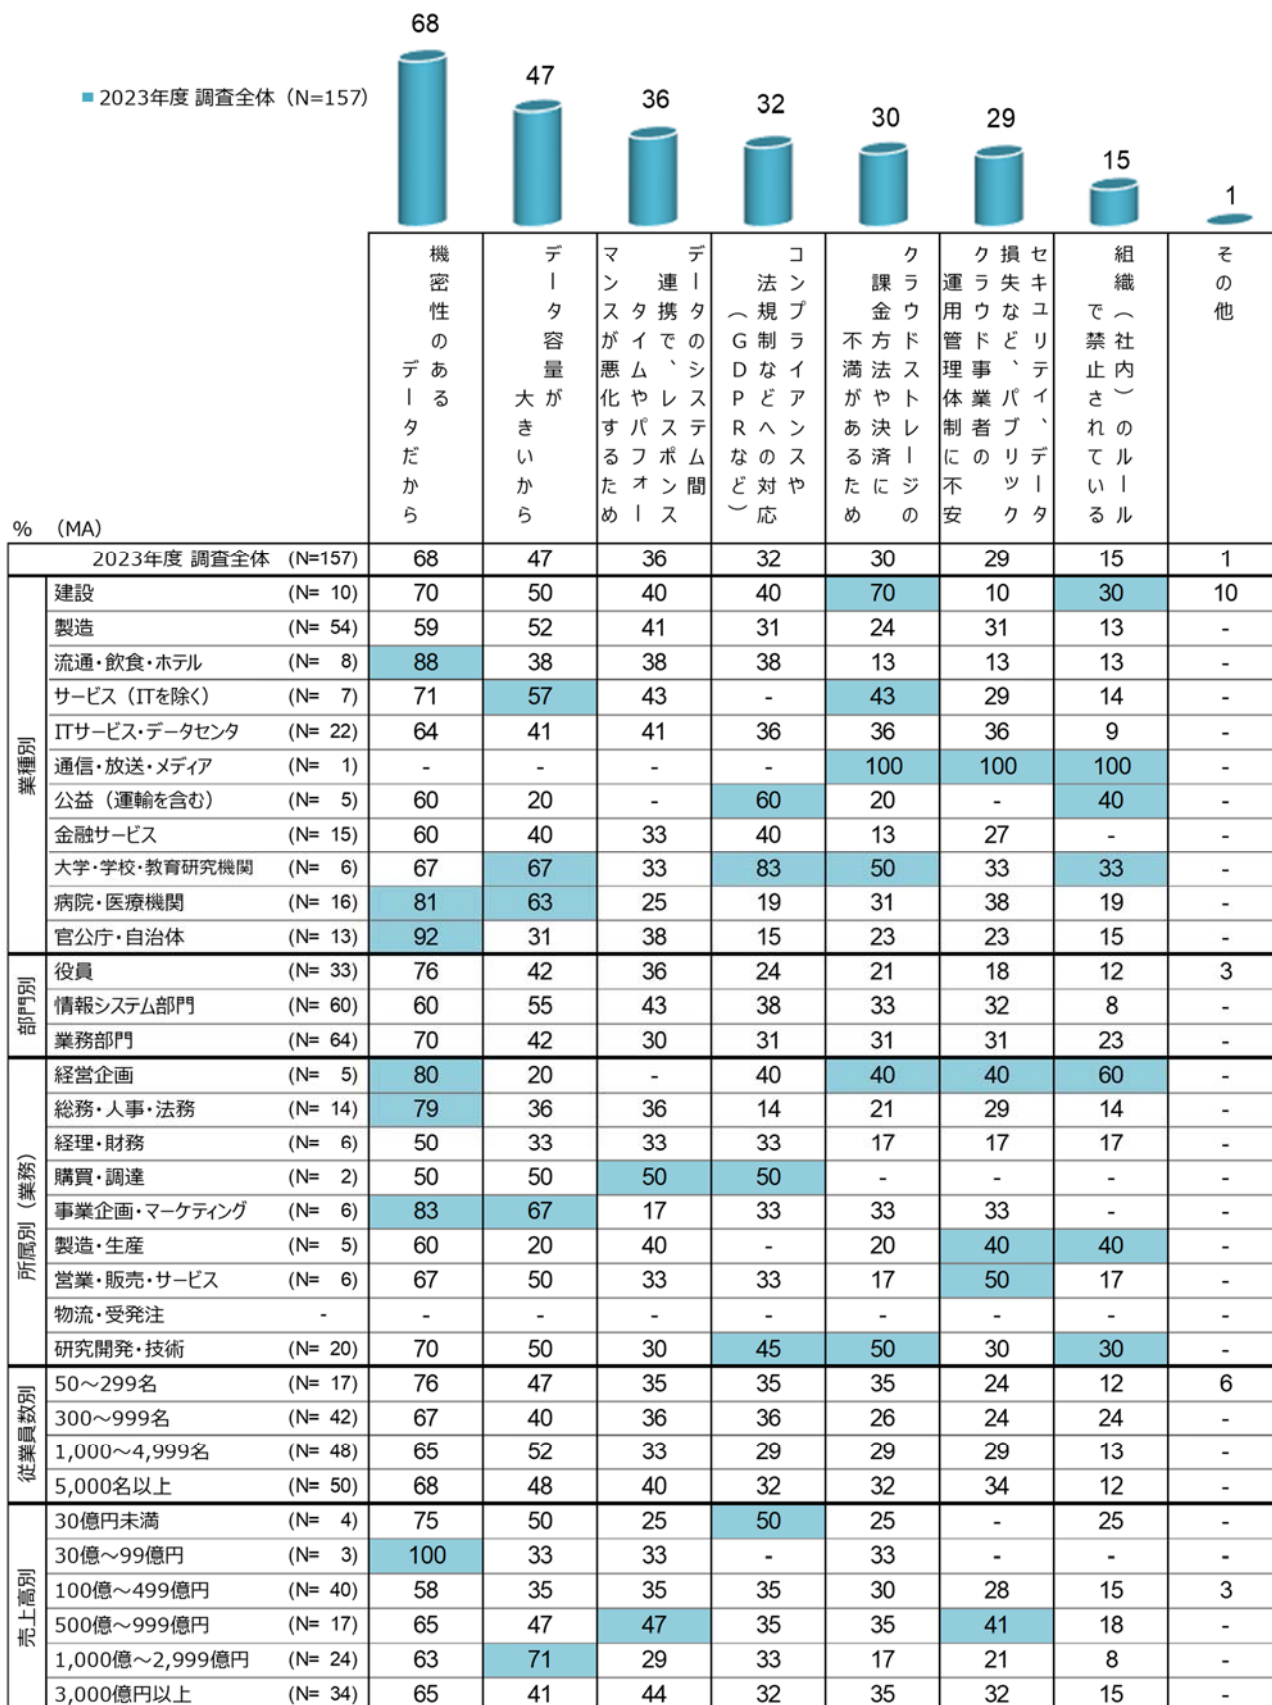 68
47
36
32
30
29
15
1
■ 2023年度 調査全体（N=157）
機密性のある
データだから
データ容量が
大きいから
データのシステム間
連携で、レスポンス
タイムやパフォー
マンスが悪化するため
コンプライアンスや
法規制などへの対応
（GDPRなど）
クラウドストレージの
課金方法や決済に
不満があるため
セキュリティ、データ
損失など、パブリック
クラウド事業者の
運用管理体制に不安
組織（社内）のルール
で禁止されている
その他
% (MA)
2023年度 調査全体 (N=157) 68 47 36 32 30 29 15 1
業種別
建設 (N= 10) 70 50 40 40 70 10 30 10
製造 (N= 54) 59 52 41 31 24 31 13 -
流通・飲食・ホテル (N= 8) 88 38 38 38 13 13 13 -
サービス（ITを除く） (N= 7) 71 57 43 - 43 29 14 -
ITサービス・データセンタ (N= 22) 64 41 41 36 36 36 9 -
通信・放送・メディア (N= 1) - - - - 100 100 100 -
公益（運輸を含む） (N= 5) 60 20 - 60 20 - 40 -
金融サービス (N= 15) 60 40 33 40 13 27 - -
大学・学校・教育研究機関 (N= 6) 67 67 33 83 50 33 33 -
病院・医療機関 (N= 16) 81 63 25 19 31 38 19 -
官公庁・自治体 (N= 13) 92 31 38 15 23 23 15 -
部門別
役員 (N= 33) 76 42 36 24 21 18 12 3
情報システム部門 (N= 60) 60 55 43 38 33 32 8 -
業務部門 (N= 64) 70 42 30 31 31 31 23 -
所属別（業務）
経営企画 (N= 5) 80 20 - 40 40 40 60 -
総務・人事・法務 (N= 14) 79 36 36 14 21 29 14 -
経理・財務 (N= 6) 50 33 33 33 17 17 17 -
購買・調達 (N= 2) 50 50 50 50 - - - -
事業企画・マーケティング (N= 6) 83 67 17 33 33 33 - -
製造・生産 (N= 5) 60 20 40 - 20 40 40 -
営業・販売・サービス (N= 6) 67 50 33 33 17 50 17 -
物流・受発注 - - - - - - - - -
研究開発・技術 (N= 20) 70 50 30 45 50 30 30 -
従業員数別
50～299名 (N= 17) 76 47 35 35 35 24 12 6
300～999名 (N= 42) 67 40 36 36 26 24 24 -
1,000～4,999名 (N= 48) 65 52 33 29 29 29 13 -
5,000名以上 (N= 50) 68 48 40 32 32 34 12 -
売上高別
30億円未満 (N= 4) 75 50 25 50 25 - 25 -
30億～99億円 (N= 3) 100 33 33 - 33 - - -
100億～499億円 (N= 40) 58 35 35 35 30 28 15 3
500億～999億円 (N= 17) 65 47 47 35 35 41 18 -
1,000億～2,999億円 (N= 24) 63 71 29 33 17 21 8 -
3,000億円以上 (N= 34) 65 41 44 32 35 32 15 -